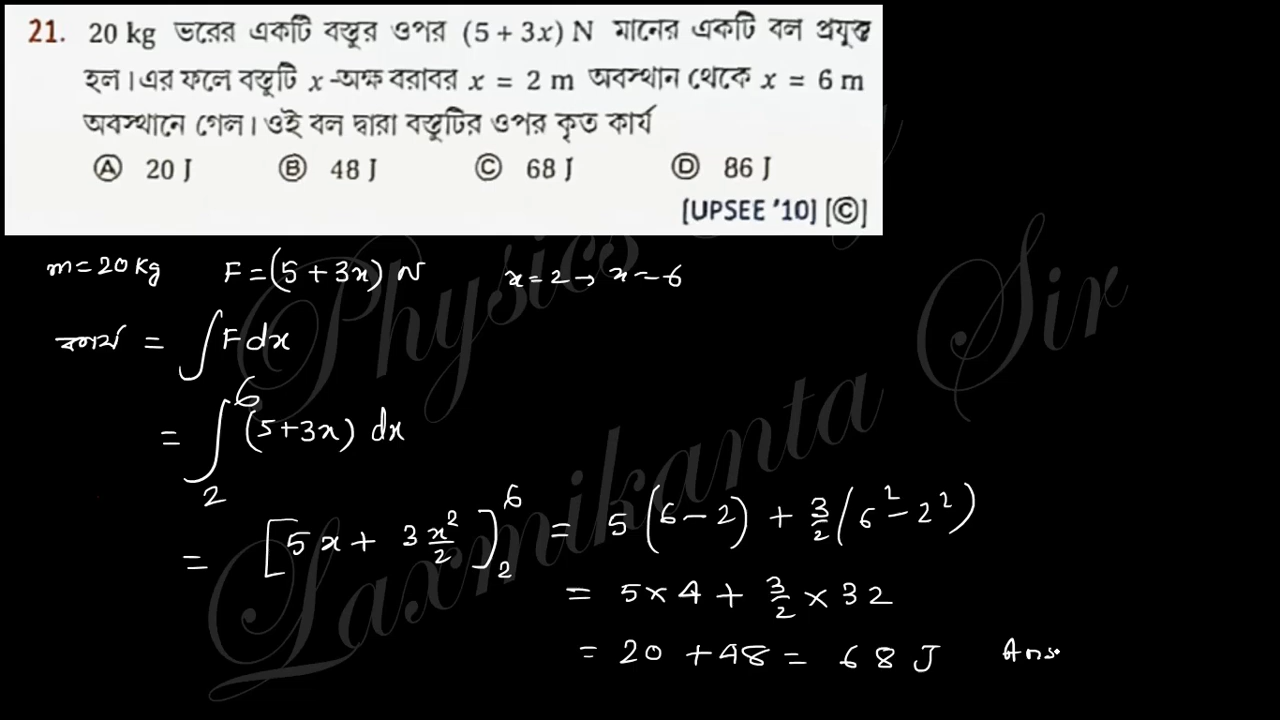 21. 20 kg ভরের একটি বস্তুর ওপর (5 + 3x) N মানের একটি বল প্রযুক্ত
হল। এর ফলে বস্তুটি x-অক্ষ বরাবর x = 2 m অবস্থান থেকে x = 6 m
অবস্থানে গেল। ওই বল দ্বারা বস্তুটির ওপর কৃত কার্য
Ⓐ 20 J Ⓑ 48 J Ⓒ 68 J Ⓓ 86 J
[UPSEE '10] [Ⓒ]
m = 20 kg F = (5 + 3x) N x = 2 → x = 6
কার্য = ∫ F dx
= ∫₂⁶ (5+3x) dx
= [5x + 3x²/2]₂⁶ = 5(6-2) + 3/2(6²-2²)
= 5×4 + 3/2 × 32
= 20 + 48 = 68 J Ans
Physics
Laxmikanta Sir